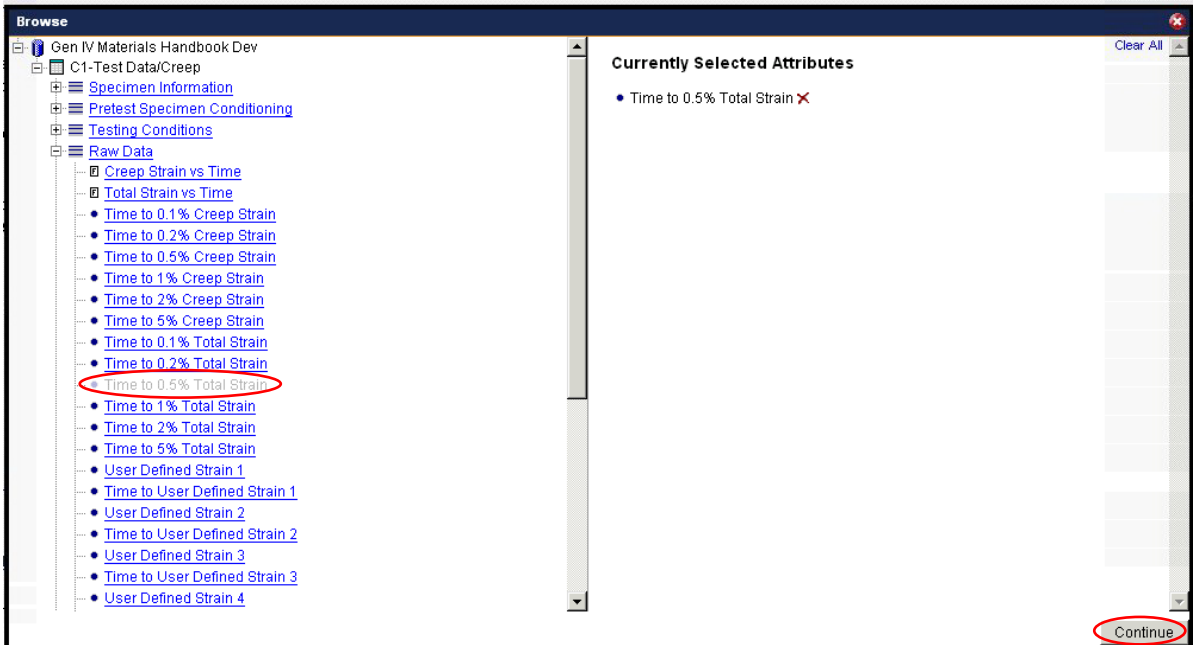 Browse
Gen IV Materials Handbook Dev
C1-Test Data/Creep
Specimen Information
Pretest Specimen Conditioning
Testing Conditions
Raw Data
Creep Strain vs Time
Total Strain vs Time
Time to 0.1% Creep Strain
Time to 0.2% Creep Strain
Time to 0.5% Creep Strain
Time to 1% Creep Strain
Time to 2% Creep Strain
Time to 5% Creep Strain
Time to 0.1% Total Strain
Time to 0.2% Total Strain
Time to 0.5% Total Strain
Time to 1% Total Strain
Time to 2% Total Strain
Time to 5% Total Strain
User Defined Strain 1
Time to User Defined Strain 1
User Defined Strain 2
Time to User Defined Strain 2
User Defined Strain 3
Time to User Defined Strain 3
User Defined Strain 4
Clear All
Currently Selected Attributes
Time to 0.5% Total Strain
Continue